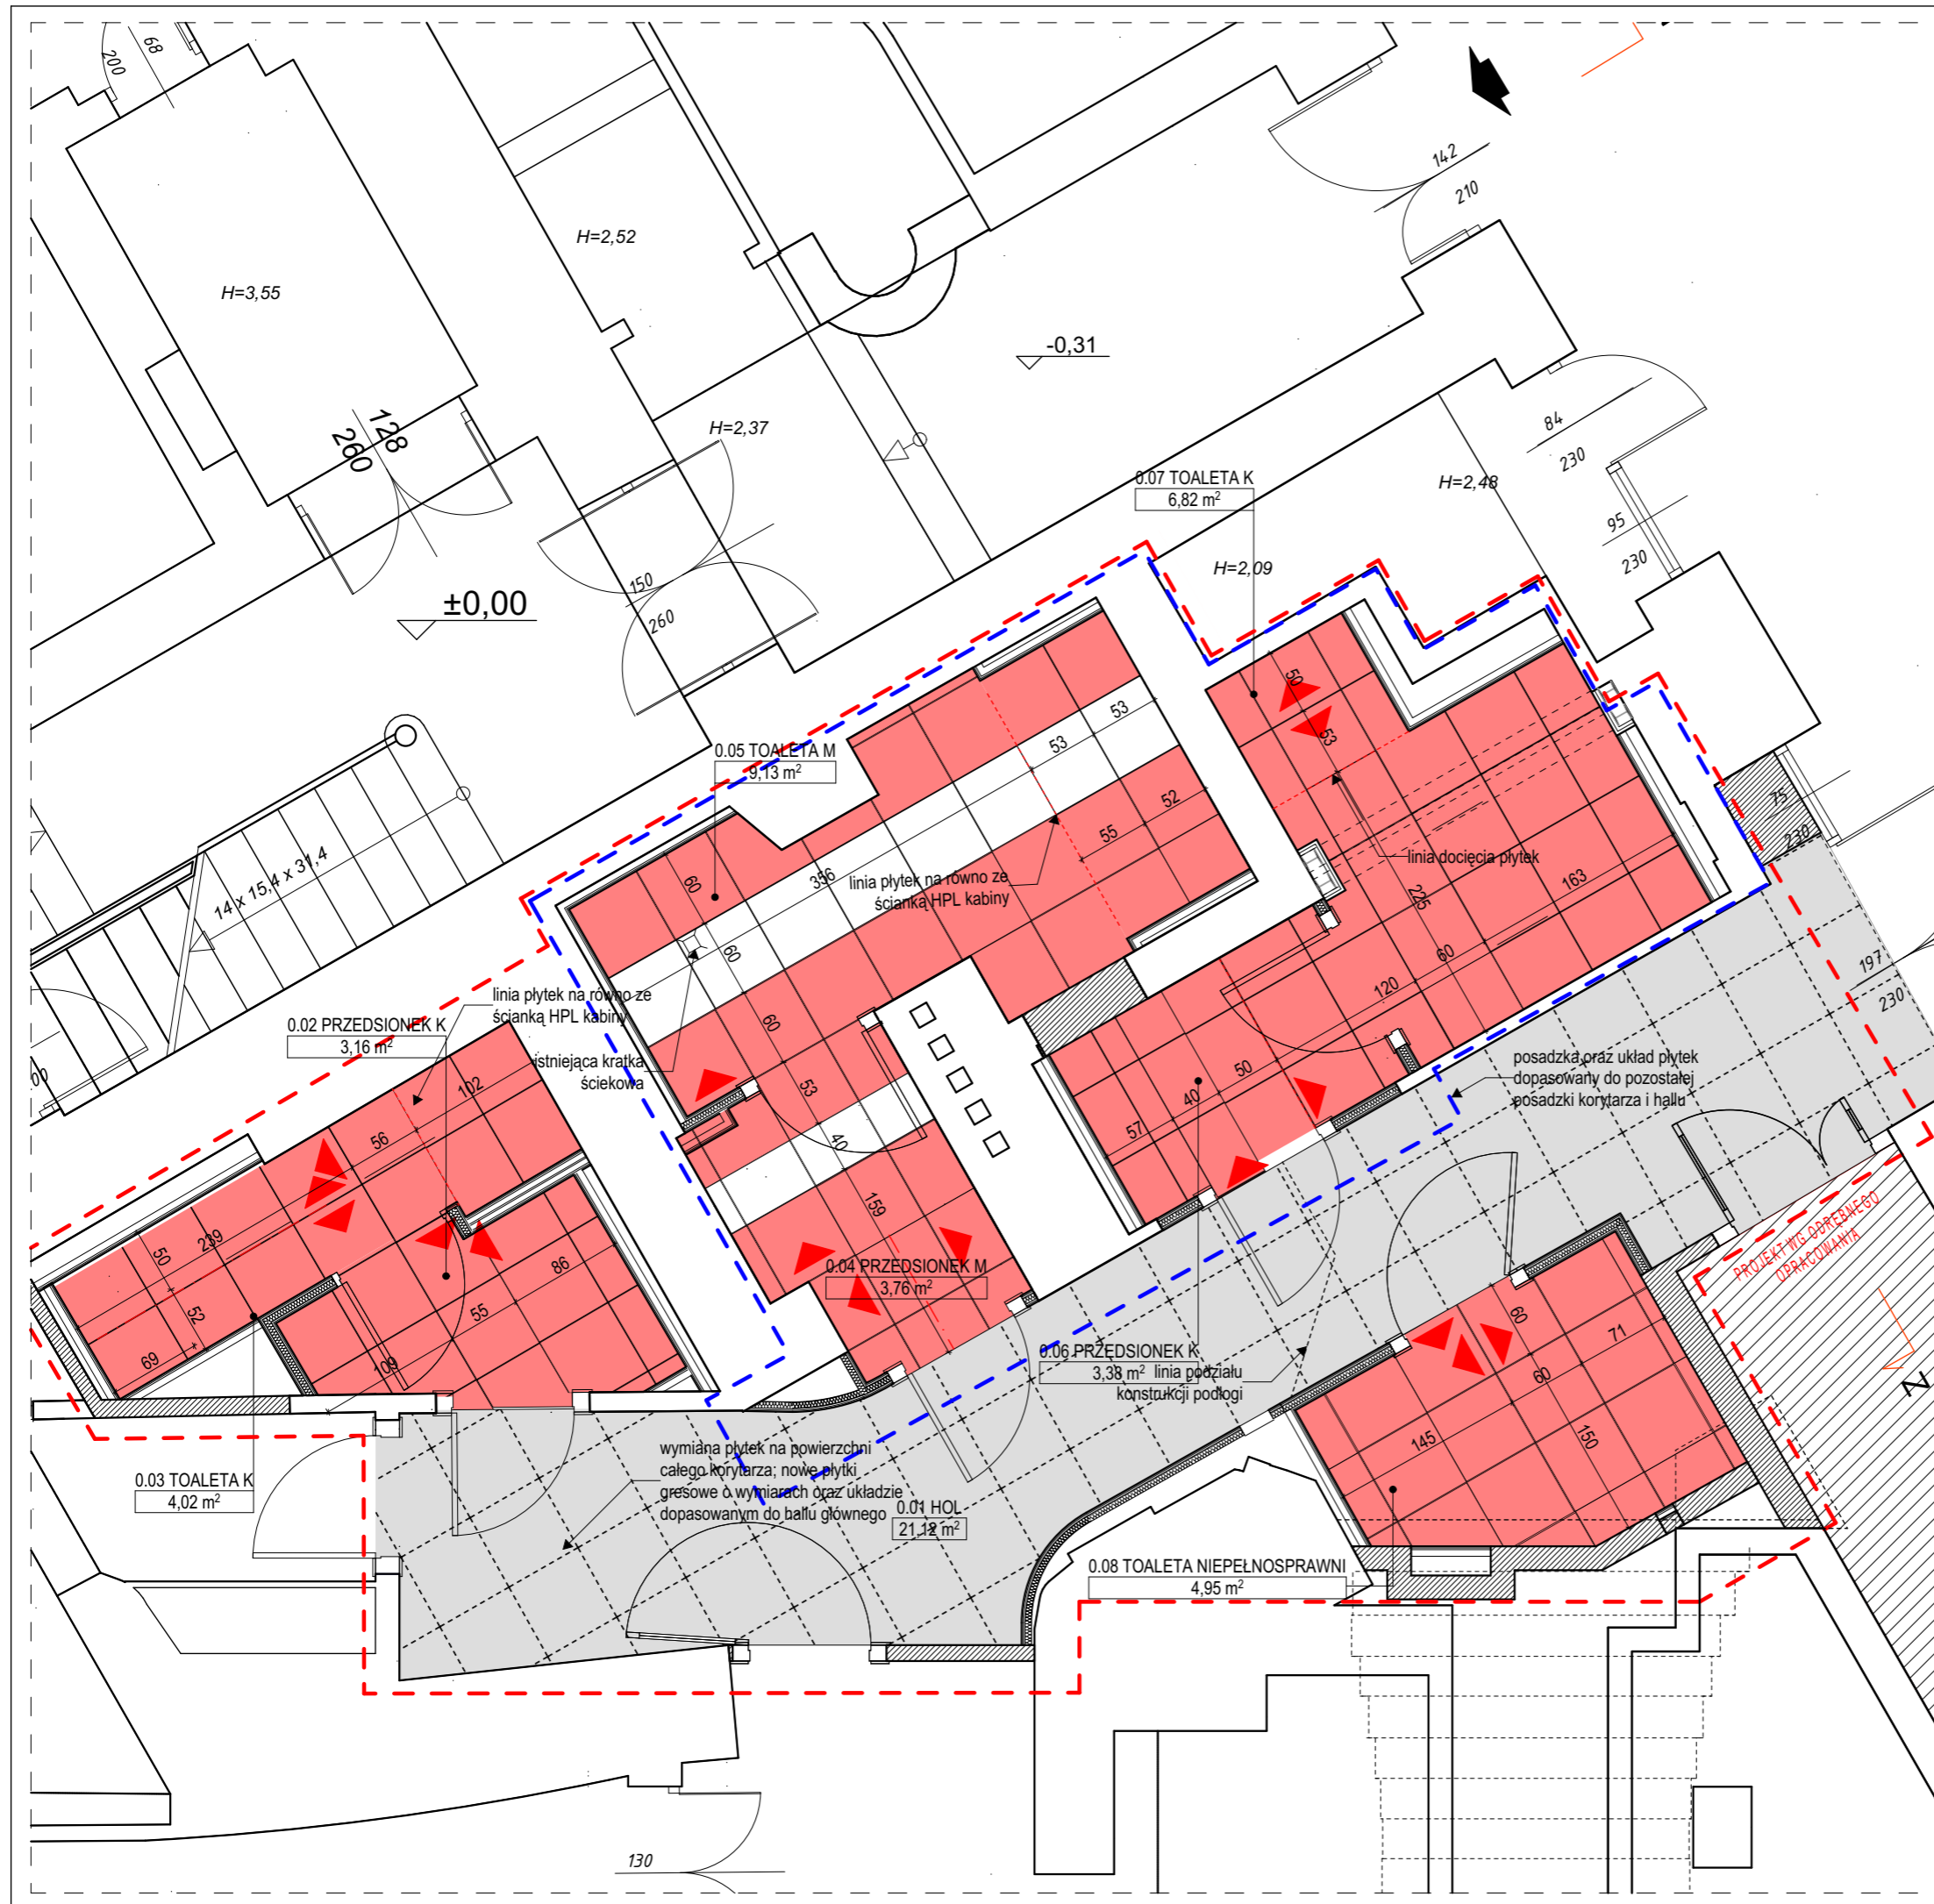 68
200
H=3,55
H=2,52
142
210
-0,31
128
260
H=2,37
84
230
95
230
H=2,48
0.07 TOALETA K
6,82 m²
H=2,09
±0,00
150
260
50
53
53
53
0.05 TOALETA M
9,13 m²
52
55
75
230
14 x 15,4 x 31,4
60
356
linia płytek na równo ze
ścianką HPL kabiny
linia docięcia płytek
225
163
60
60
120
60
197
230
linia płytek na równo ze
ścianką HPL kabiny
0.02 PRZEDSIONEK K
3,16 m²
istniejąca kratka
ściekowa
53
40
50
40
57
posadzka oraz układ płytek
dopasowany do pozostałej
posadzki korytarza i hallu
102
56
159
PROJEKT WG ODRĘBNEGO
OPRACOWANIA
50
239
52
86
55
69
109
0.04 PRZEDSIONEK M
3,76 m²
0.06 PRZEDSIONEK K
3,38 m²
linia podziału
konstrukcji podłogi
60
71
60
145
150
N
0.03 TOALETA K
4,02 m²
wymiana płytek na powierzchni
całego korytarza; nowe płytki
gresowe o wymiarach oraz układzie
dopasowanym do hallu głównego
0.01 HOL
21,12 m²
0.08 TOALETA NIEPEŁNOSPRAWNI
4,95 m²
130